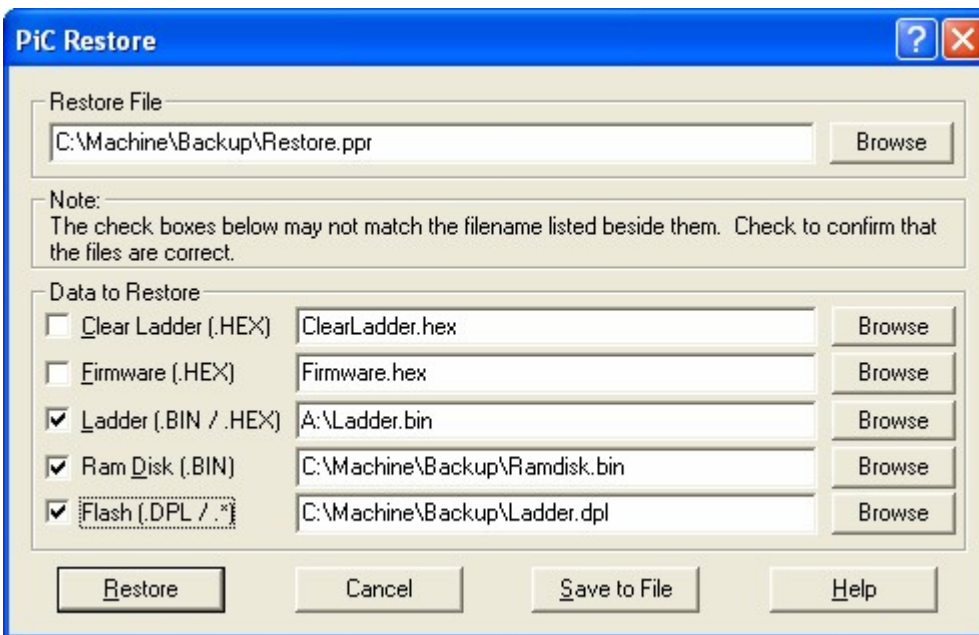 PiC Restore
Restore File
C:\Machine\Backup\Restore.ppr
Browse
Note:
The check boxes below may not match the filename listed beside them. Check to confirm that
the files are correct.
Data to Restore
Clear Ladder (.HEX) ClearLadder.hex Browse
Firmware (.HEX) Firmware.hex Browse
Ladder (.BIN / .HEX) A:\Ladder.bin Browse
Ram Disk (.BIN) C:\Machine\Backup\Ramdisk.bin Browse
Flash (.DPL / .*) C:\Machine\Backup\Ladder.dpl Browse
Restore Cancel Save to File Help